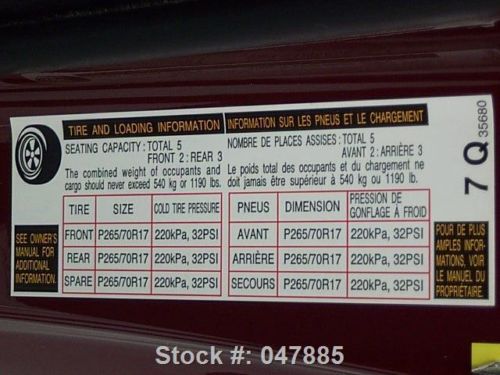 TIRE AND LOADING INFORMATION
SEATING CAPACITY: TOTAL 5
FRONT 2 : REAR 3
The combined weight of occupants and
cargo should never exceed 540 kg or 1190 lbs.
TIRE SIZE COLD TIRE PRESSURE
FRONT P265/70R17 220kPa, 32PSI
REAR P265/70R17 220kPa, 32PSI
SPARE P265/70R17 220kPa, 32PSI
SEE OWNER'S
MANUAL FOR
ADDITIONAL
INFORMATION.
INFORMATION SUR LES PNEUS ET LE CHARGEMENT
NOMBRE DE PLACES ASSISES : TOTAL 5
AVANT 2 : ARRIÈRE 3
Le poids total des occupants et du chargement ne
doit jamais être supérieur à 540 kg ou 1190 lb.
PNEUS DIMENSION PRESSION DE
GONFLAGE À FROID
AVANT P265/70R17 220kPa, 32PSI
ARRIÈRE P265/70R17 220kPa, 32PSI
SECOURS P265/70R17 220kPa, 32PSI
POUR DE PLUS
AMPLES INFOR-
MATIONS, VOIR
LE MANUEL DU
PROPRIÉTAIRE.
7 Q 35680
Stock #: 047885